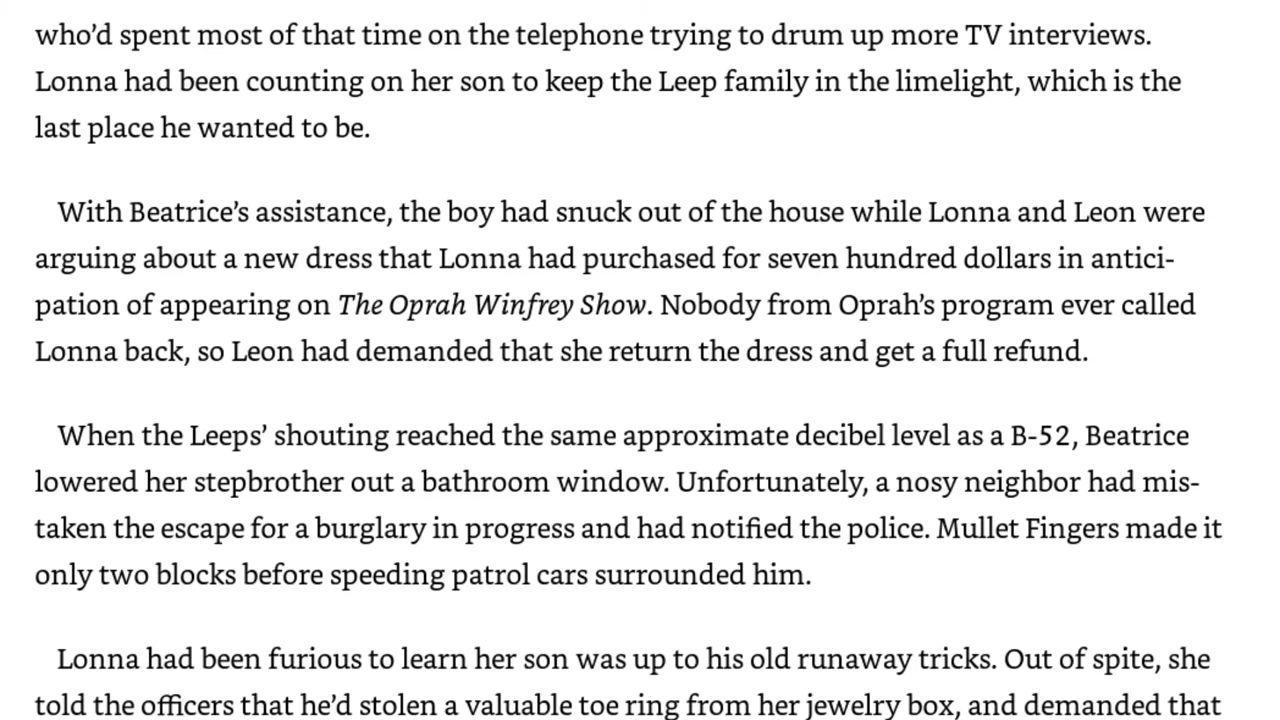 who’d spent most of that time on the telephone trying to drum up more TV interviews.
Lonna had been counting on her son to keep the Leep family in the limelight, which is the
last place he wanted to be.
With Beatrice’s assistance, the boy had snuck out of the house while Lonna and Leon were
arguing about a new dress that Lonna had purchased for seven hundred dollars in antici-
pation of appearing on The Oprah Winfrey Show. Nobody from Oprah’s program ever called
Lonna back, so Leon had demanded that she return the dress and get a full refund.
When the Leeps’ shouting reached the same approximate decibel level as a B-52, Beatrice
lowered her stepbrother out a bathroom window. Unfortunately, a nosy neighbor had mis-
taken the escape for a burglary in progress and had notified the police. Mullet Fingers made it
only two blocks before speeding patrol cars surrounded him.
Lonna had been furious to learn her son was up to his old runaway tricks. Out of spite, she
told the officers that he’d stolen a valuable toe ring from her jewelry box, and demanded that